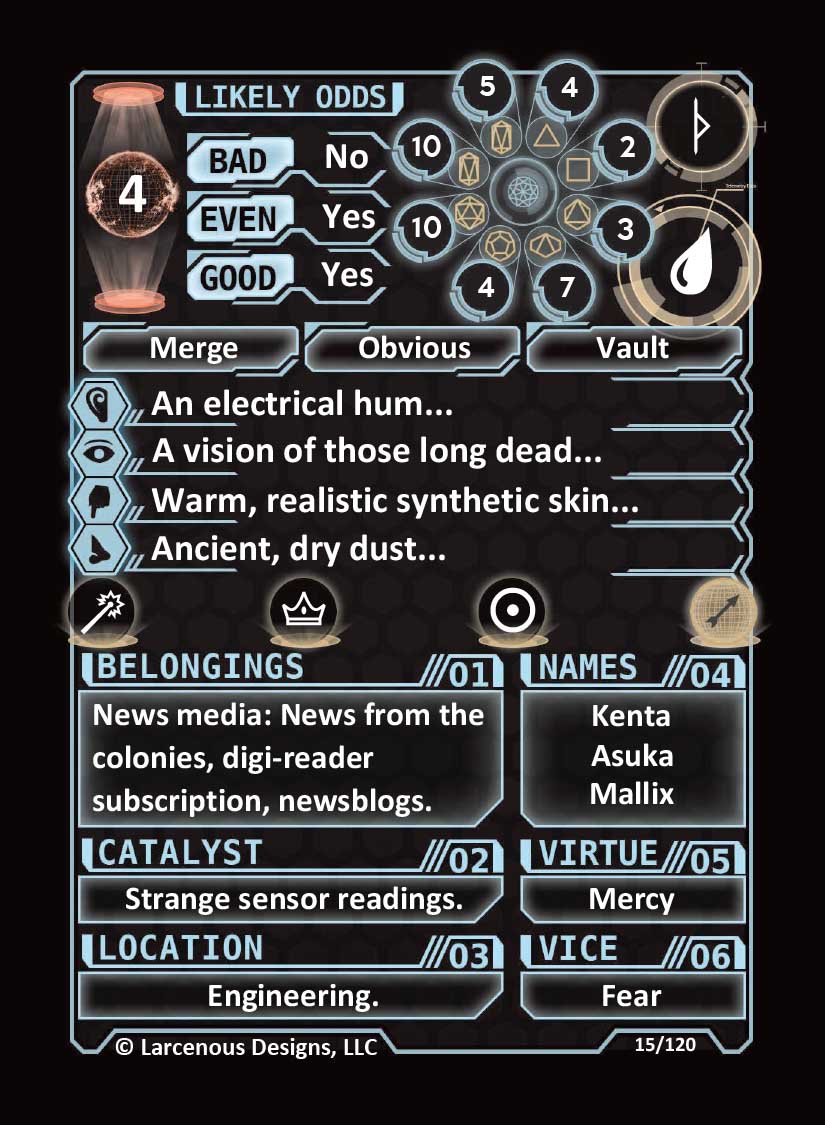 LIKELY ODDS
4
BAD No
EVEN Yes
GOOD Yes
5
4
10
2
10
3
4
7
Telemetry Data
Merge Obvious Vault
An electrical hum...
A vision of those long dead...
Warm, realistic synthetic skin...
Ancient, dry dust...
BELONGINGS ///01
News media: News from the
colonies, digi-reader
subscription, newsblogs.
NAMES ///04
Kenta
Asuka
Mallix
CATALYST ///02
Strange sensor readings.
VIRTUE ///05
Mercy
LOCATION ///03
Engineering.
VICE ///06
Fear
© Larcenous Designs, LLC
15/120